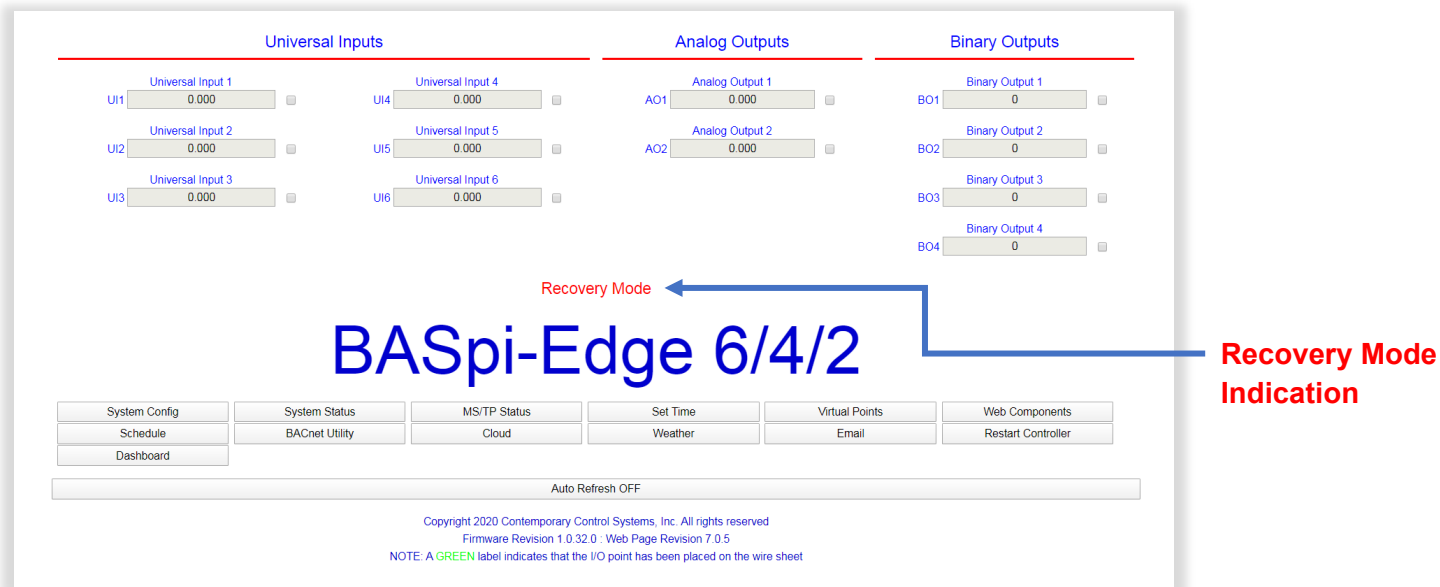 Universal Inputs Analog Outputs Binary Outputs
Universal Input 1 Universal Input 4 Analog Output 1 Binary Output 1
UI1 0.000 UI4 0.000 AO1 0.000 BO1 0
Universal Input 2 Universal Input 5 Analog Output 2 Binary Output 2
UI2 0.000 UI5 0.000 AO2 0.000 BO2 0
Universal Input 3 Universal Input 6 Binary Output 3
UI3 0.000 UI6 0.000 BO3 0
Binary Output 4
BO4 0
Recovery Mode
BASpi-Edge 6/4/2
Recovery Mode
Indication
System Config System Status MS/TP Status Set Time Virtual Points Web Components
Schedule BACnet Utility Cloud Weather Email Restart Controller
Dashboard
Auto Refresh OFF
Copyright 2020 Contemporary Control Systems, Inc. All rights reserved
Firmware Revision 1.0.32.0 : Web Page Revision 7.0.5
NOTE: A GREEN label indicates that the I/O point has been placed on the wire sheet